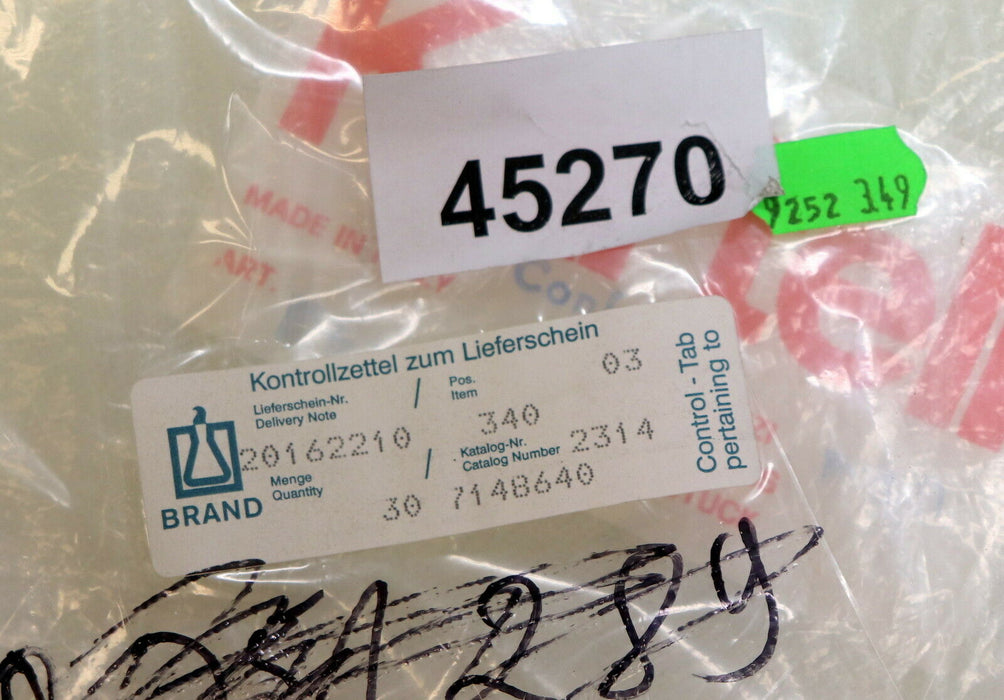 45270
9252 349
MADE IN
ART.
Kontrollzettel zum Lieferschein
Lieferschein-Nr.
Delivery Note
/
Pos.
Item
03
20162210
340
Menge
Quantity
/
Katalog-Nr.
Catalog Number
2314
30
7148640
BRAND
Control - Tab
pertaining to
289